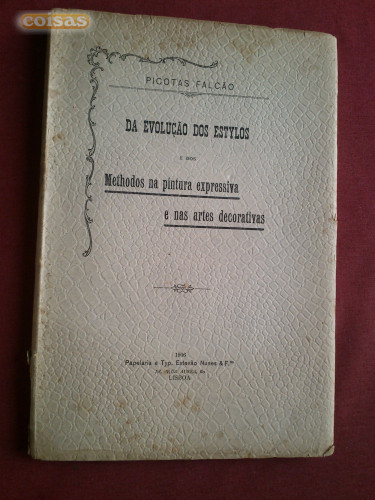 coisas
PICOTAS FALCÃO
DA EVOLUÇÃO DOS ESTYLOS
E DOS
Methodos na pintura expressiva
e nas artes decorativas
Papelaria e Typ. Estevão Nunes & F.os
LISBOA